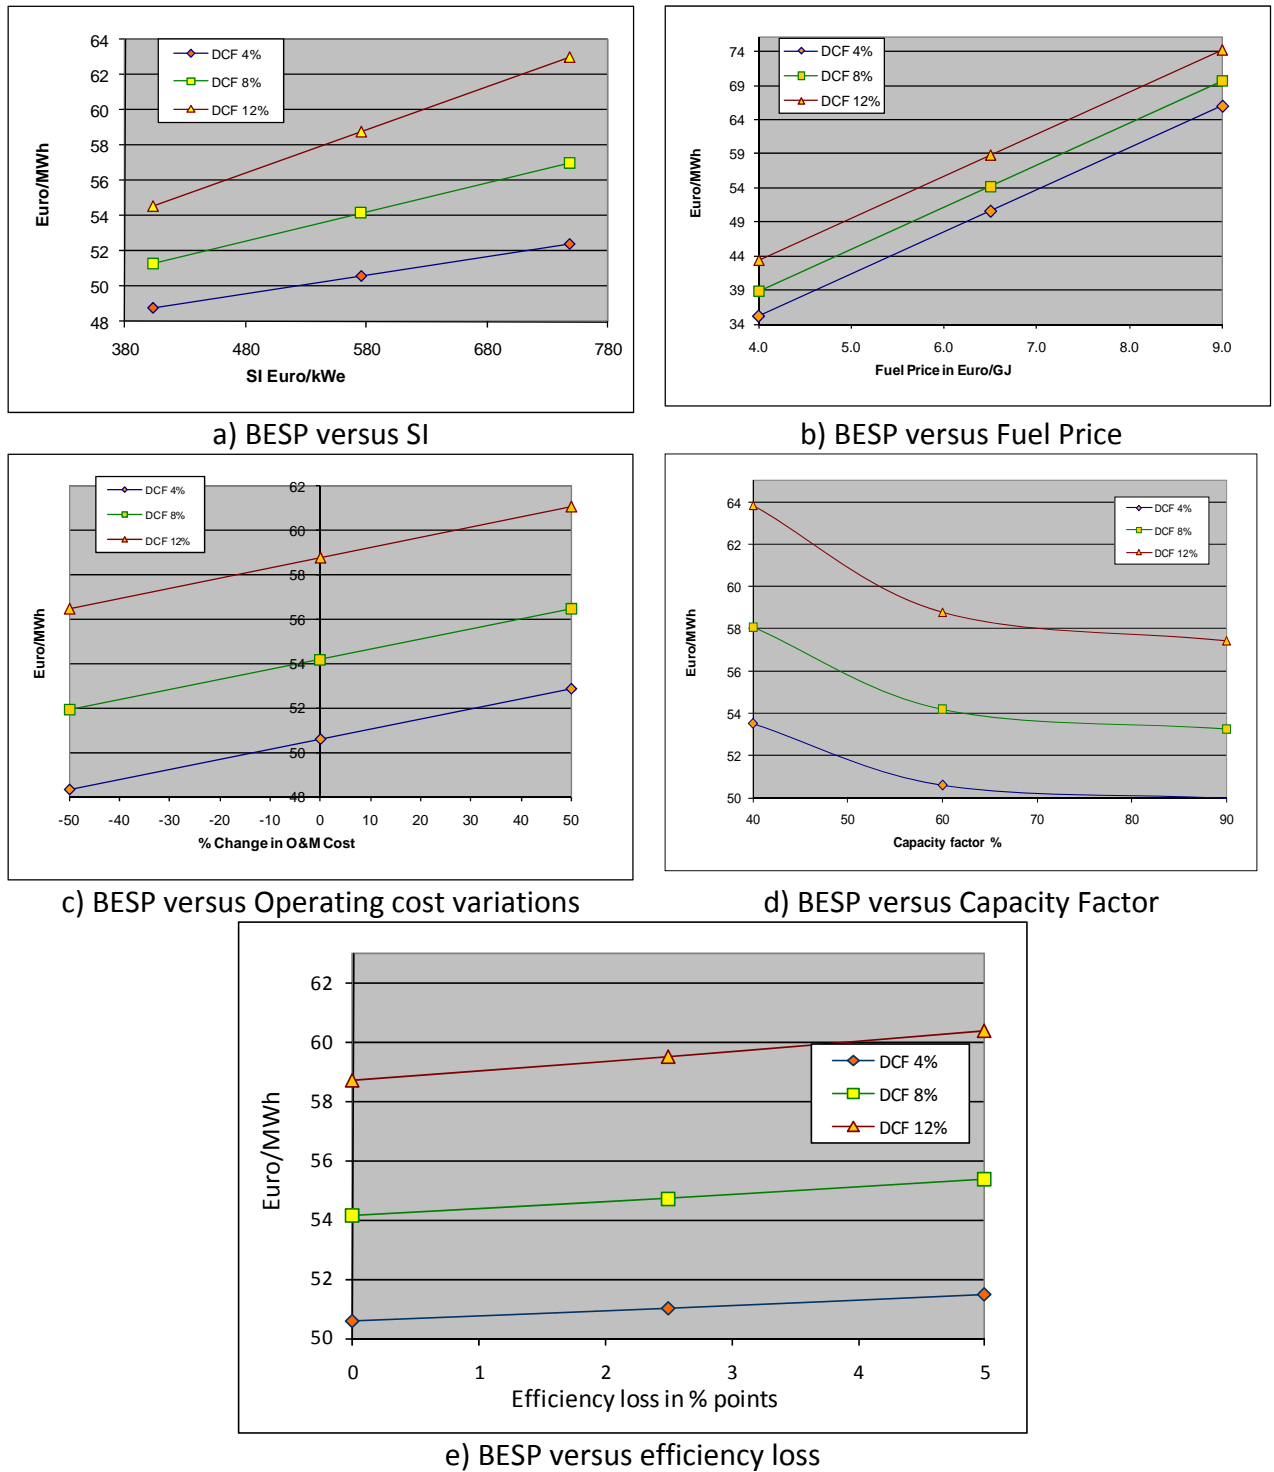 64
62
60
58
56
54
52
50
48
Euro/MWh
DCF 4%
DCF 8%
DCF 12%
380 480 580 680 780
SI Euro/kWe
a) BESP versus SI
74
69
64
59
54
49
44
39
34
Euro/MWh
DCF 4%
DCF 8%
DCF 12%
4.0 5.0 6.0 7.0 8.0 9.0
Fuel Price in Euro/GJ
b) BESP versus Fuel Price
62
60
58
56
54
52
50
48
Euro/MWh
DCF 4%
DCF 8%
DCF 12%
-50 -40 -30 -20 -10 0 10 20 30 40 50
% Change in O&M Cost
c) BESP versus Operating cost variations
64
62
60
58
56
54
52
50
Euro/MWh
DCF 4%
DCF 8%
DCF 12%
40 50 60 70 80 90
Capacity factor %
d) BESP versus Capacity Factor
62
60
58
56
54
52
50
Euro/MWh
DCF 4%
DCF 8%
DCF 12%
0 1 2 3 4 5
Efficiency loss in % points
e) BESP versus efficiency loss